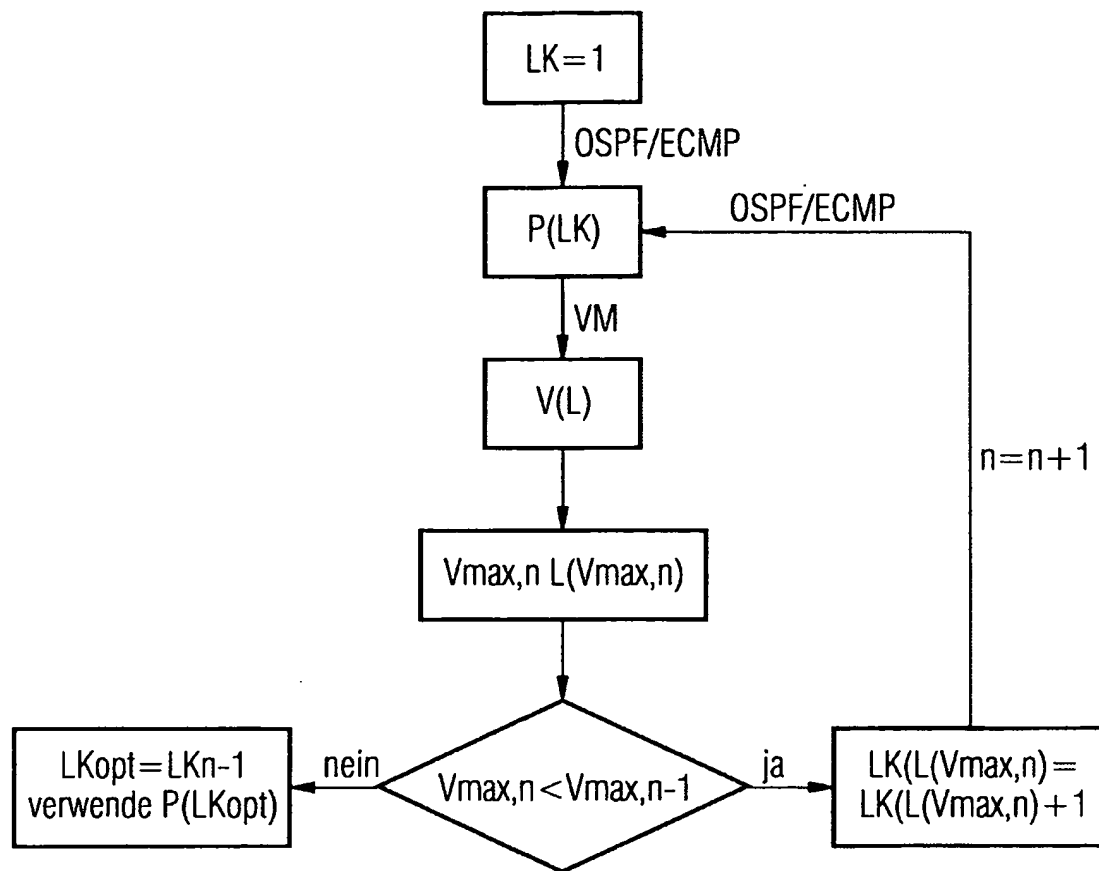 LK=1
OSPF/ECMP
P(LK)
OSPF/ECMP
VM
V(L)
n=n+1
Vmax,n L(Vmax,n)
LKopt=LKn-1
verwende P(LKopt)
nein
Vmax,n<Vmax,n-1
ja
LK(L(Vmax,n)=
LK(L(Vmax,n)+1